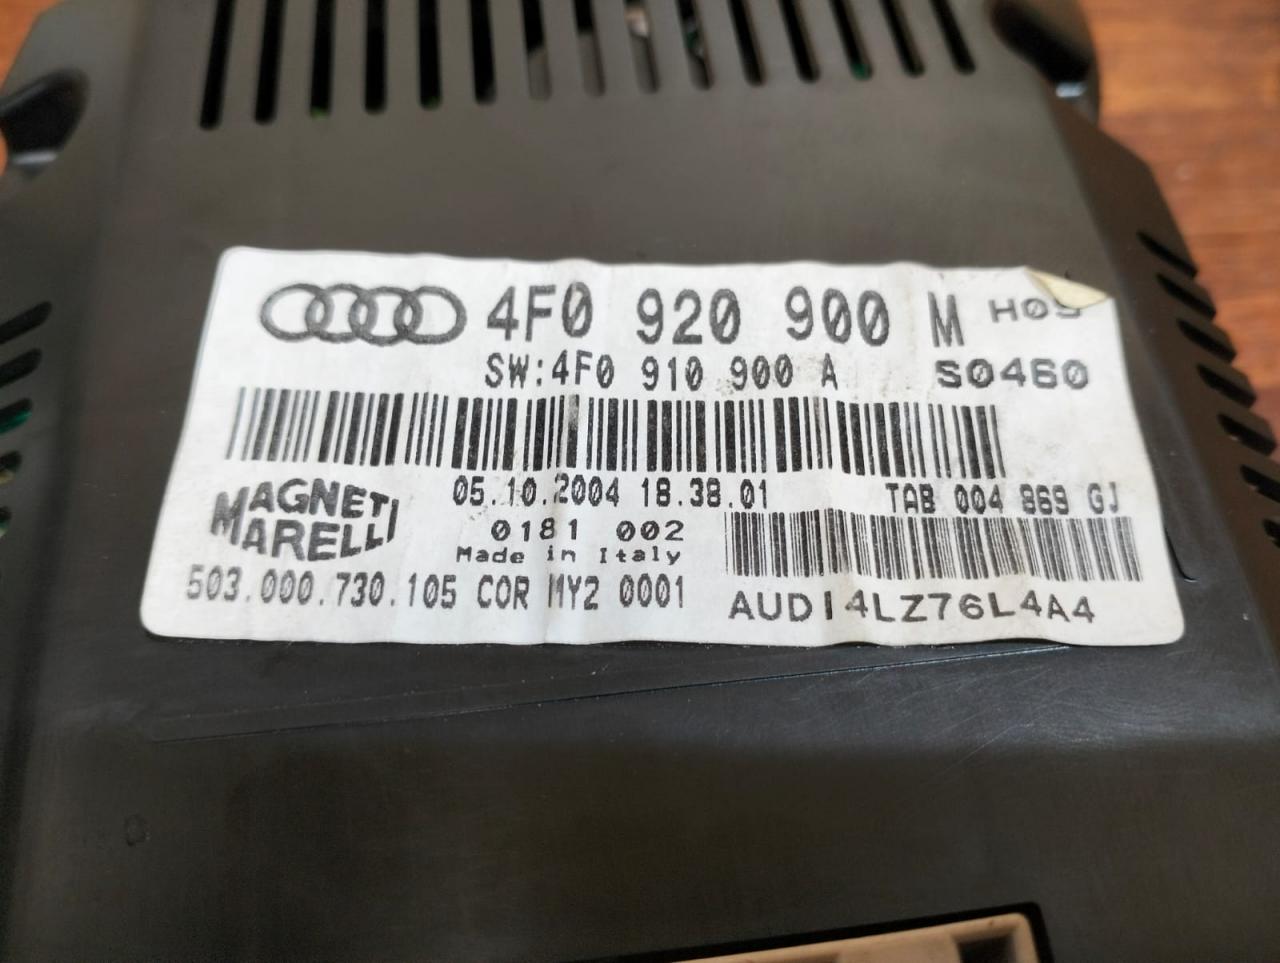 4F0 920 900 M H09
SW:4F0 910 900 A S0460
MAGNETI MARELLI
05.10.2004 18.38.01 TAB 004 869 GJ
0181 002
Made in Italy
503.000.730.105 COR MY2 0001
AUDI4LZ76L4A4